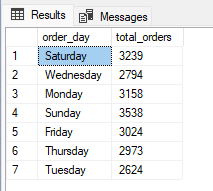 Results Messages
order_day total_orders
1 Saturday 3239
2 Wednesday 2794
3 Monday 3158
4 Sunday 3538
5 Friday 3024
6 Thursday 2973
7 Tuesday 2624